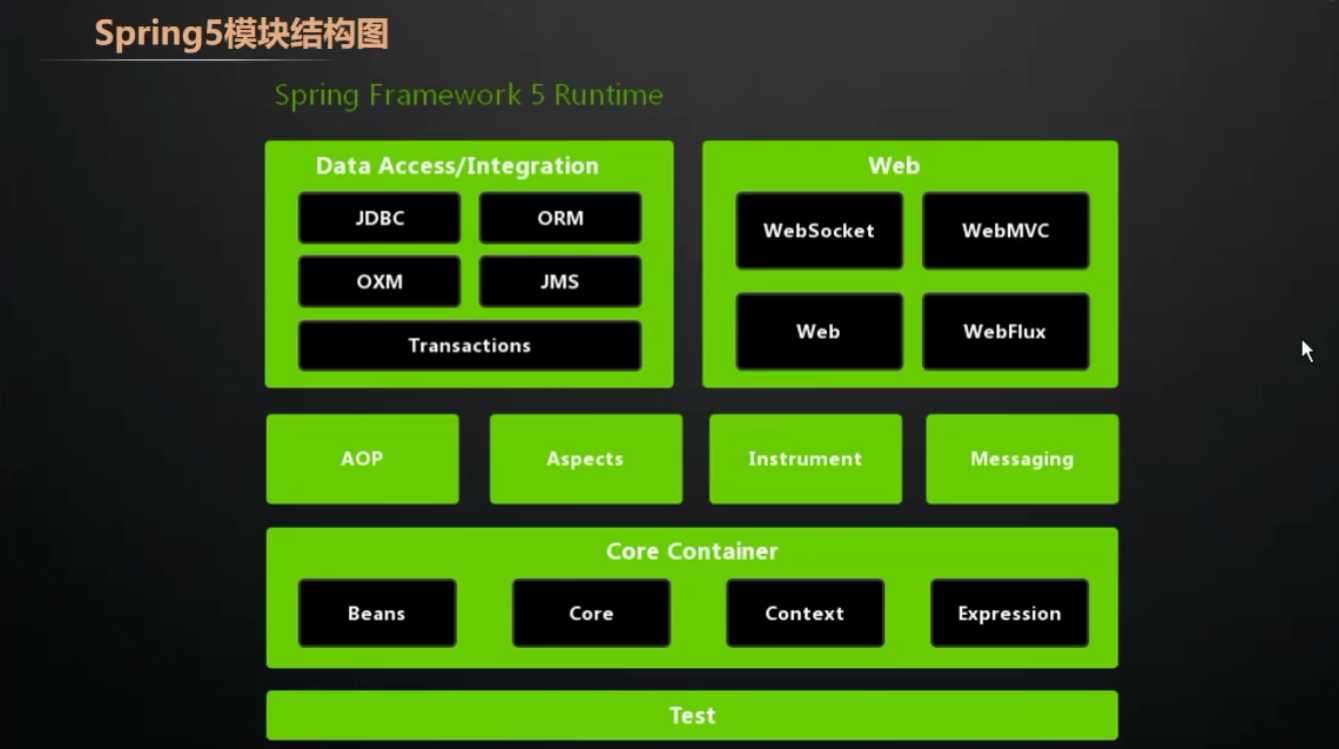 Spring5模块结构图
Spring Framework 5 Runtime
Data Access/Integration
JDBC
ORM
OXM
JMS
Transactions
Web
WebSocket
WebMVC
Web
WebFlux
AOP
Aspects
Instrument
Messaging
Core Container
Beans
Core
Context
Expression
Test